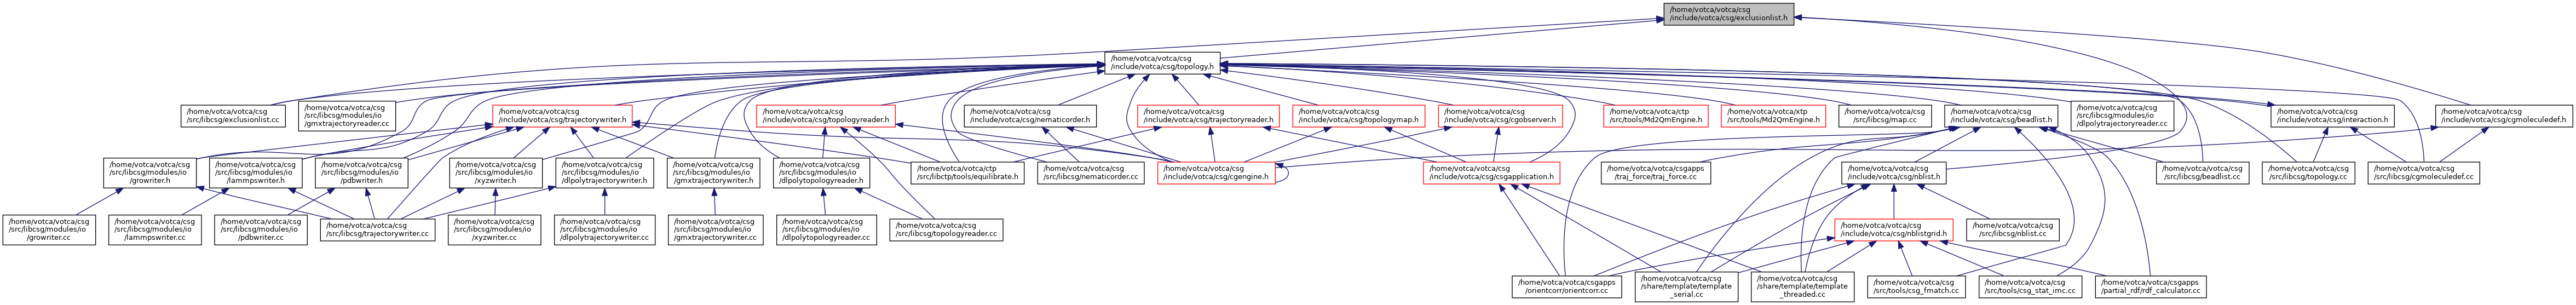 /home/votca/votca/csg
/include/votca/csg/exclusionlist.h
/home/votca/votca/csg
/include/votca/csg/topology.h
/home/votca/votca/csg
/src/libcsg/exclusionlist.cc
/home/votca/votca/csg
/src/libcsg/modules/io
/gmxtrajectoryreader.cc
/home/votca/votca/csg
/include/votca/csg/trajectorywriter.h
/home/votca/votca/csg
/include/votca/csg/topologyreader.h
/home/votca/votca/csg
/include/votca/csg/nematicorder.h
/home/votca/votca/csg
/include/votca/csg/trajectoryreader.h
/home/votca/votca/csg
/include/votca/csg/topologymap.h
/home/votca/votca/csg
/include/votca/csg/cgobserver.h
/home/votca/votca/ctp
/src/tools/Md2QmEngine.h
/home/votca/votca/xtp
/src/tools/Md2QmEngine.h
/home/votca/votca/csg
/src/libcsg/map.cc
/home/votca/votca/csg
/include/votca/csg/beadlist.h
/home/votca/votca/csg
/src/libcsg/modules/io
/dlpolytrajectoryreader.cc
/home/votca/votca/csg
/include/votca/csg/interaction.h
/home/votca/votca/csg
/include/votca/csg/cgmoleculedef.h
/home/votca/votca/csg
/src/libcsg/modules/io
/growriter.h
/home/votca/votca/csg
/src/libcsg/modules/io
/lammpswriter.h
/home/votca/votca/csg
/src/libcsg/modules/io
/pdbwriter.h
/home/votca/votca/csg
/src/libcsg/modules/io
/xyzwriter.h
/home/votca/votca/csg
/src/libcsg/modules/io
/dlpolytrajectorywriter.h
/home/votca/votca/csg
/src/libcsg/modules/io
/gmxtrajectorywriter.h
/home/votca/votca/csg
/src/libcsg/modules/io
/dlpolytopologyreader.h
/home/votca/votca/ctp
/src/libctp/tools/equilibrate.h
/home/votca/votca/csg
/src/libcsg/nematicorder.cc
/home/votca/votca/csg
/include/votca/csg/cgengine.h
/home/votca/votca/csg
/include/votca/csg/csgapplication.h
/home/votca/votca/csgapps
/traj_force/traj_force.cc
/home/votca/votca/csg
/include/votca/csg/nblist.h
/home/votca/votca/csg
/src/libcsg/beadlist.cc
/home/votca/votca/csg
/src/libcsg/topology.cc
/home/votca/votca/csg
/src/libcsg/cgmoleculedef.cc
/home/votca/votca/csg
/src/libcsg/modules/io
/growriter.cc
/home/votca/votca/csg
/src/libcsg/modules/io
/lammpswriter.cc
/home/votca/votca/csg
/src/libcsg/modules/io
/pdbwriter.cc
/home/votca/votca/csg
/src/libcsg/trajectorywriter.cc
/home/votca/votca/csg
/src/libcsg/modules/io
/xyzwriter.cc
/home/votca/votca/csg
/src/libcsg/modules/io
/dlpolytrajectorywriter.cc
/home/votca/votca/csg
/src/libcsg/modules/io
/gmxtrajectorywriter.cc
/home/votca/votca/csg
/src/libcsg/modules/io
/dlpolytopologyreader.cc
/home/votca/votca/csg
/src/libcsg/topologyreader.cc
/home/votca/votca/csg
/include/votca/csg/nblistgrid.h
/home/votca/votca/csg
/src/libcsg/nblist.cc
/home/votca/votca/csgapps
/orientcorr/orientcorr.cc
/home/votca/votca/csg
/share/template/template
_serial.cc
/home/votca/votca/csg
/share/template/template
_threaded.cc
/home/votca/votca/csg
/src/tools/csg_fmatch.cc
/home/votca/votca/csg
/src/tools/csg_stat_imc.cc
/home/votca/votca/csgapps
/partial_rdf/rdf_calculator.cc